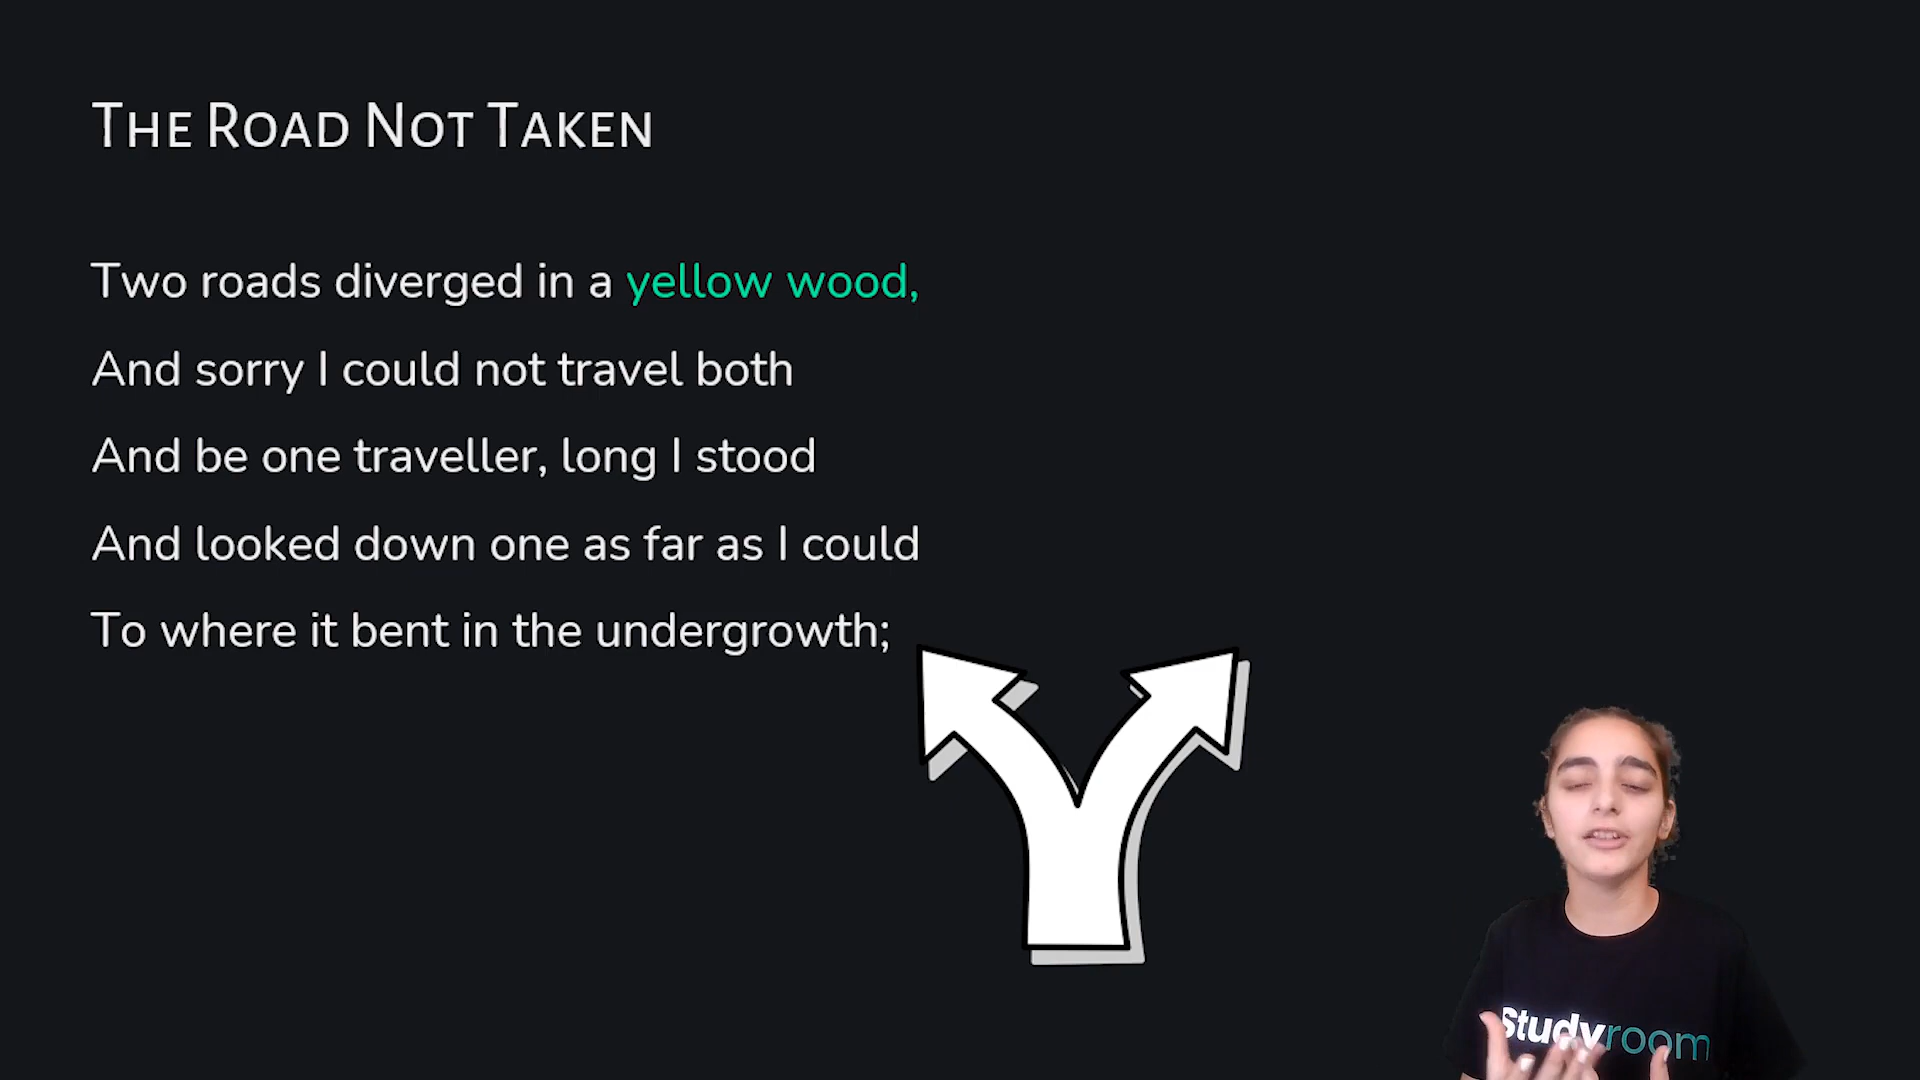 The Road Not Taken
Two roads diverged in a yellow wood,
And sorry I could not travel both
And be one traveller, long I stood
And looked down one as far as I could
To where it bent in the undergrowth;
Studyroom